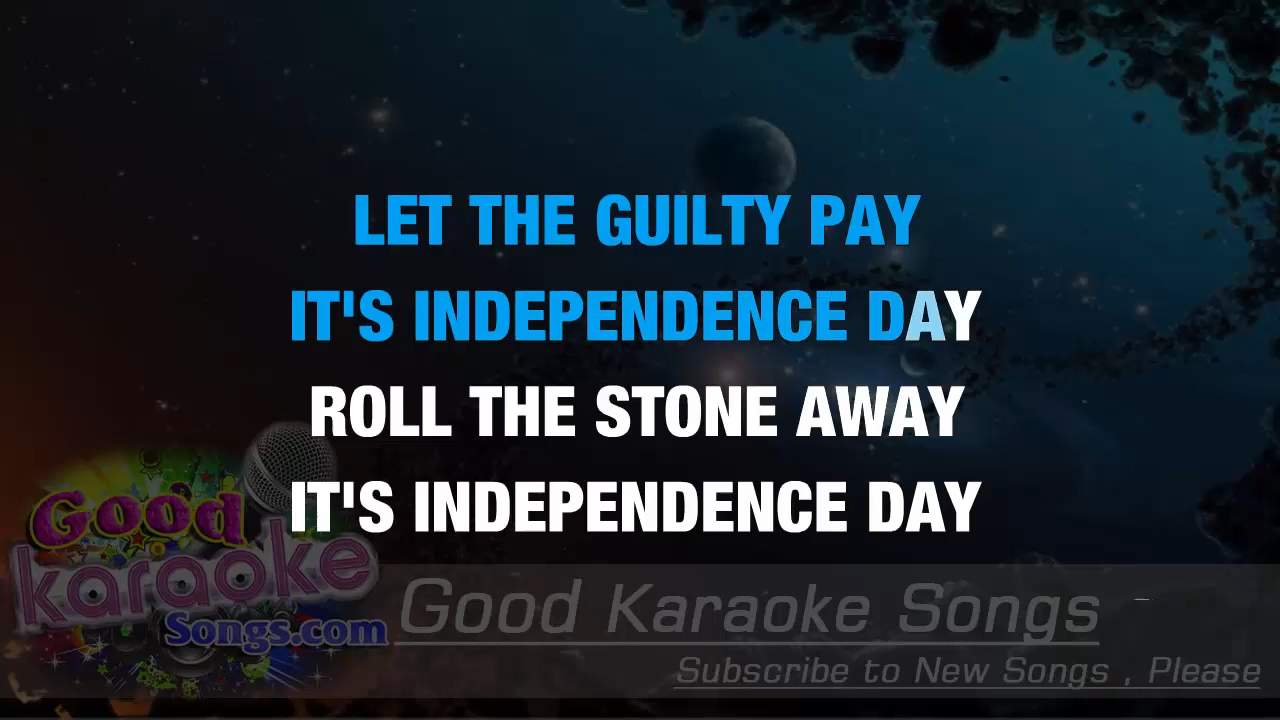 LET THE GUILTY PAY
IT'S INDEPENDENCE DAY
ROLL THE STONE AWAY
IT'S INDEPENDENCE DAY
Good
karaoke
Songs.com
Good Karaoke Songs
Subscribe to New Songs , Please